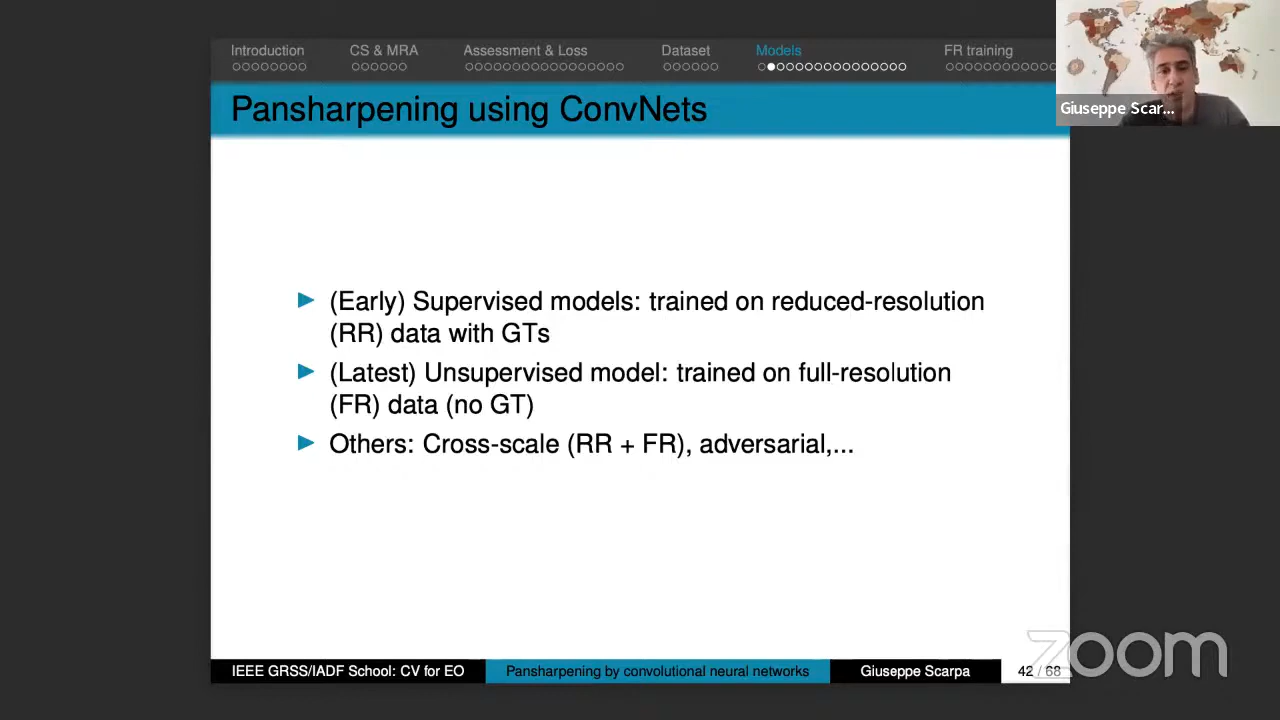 Introduction CS & MRA Assessment & Loss Dataset Models FR training
Giuseppe Scar...
Pansharpening using ConvNets
(Early) Supervised models: trained on reduced-resolution
(RR) data with GTs
(Latest) Unsupervised model: trained on full-resolution
(FR) data (no GT)
Others: Cross-scale (RR + FR), adversarial,...
IEEE GRSS/IADF School: CV for EO Pansharpening by convolutional neural networks Giuseppe Scarpa 42 / 68
zoom